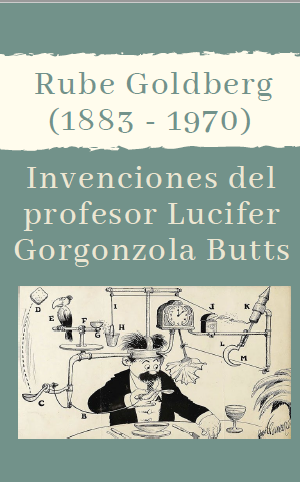 Rube Goldberg
(1883 - 1970)
Invenciones del
profesor Lucifer
Gorgonzola Butts
D
E
F
G
H
I
J
K
L
M
C
B